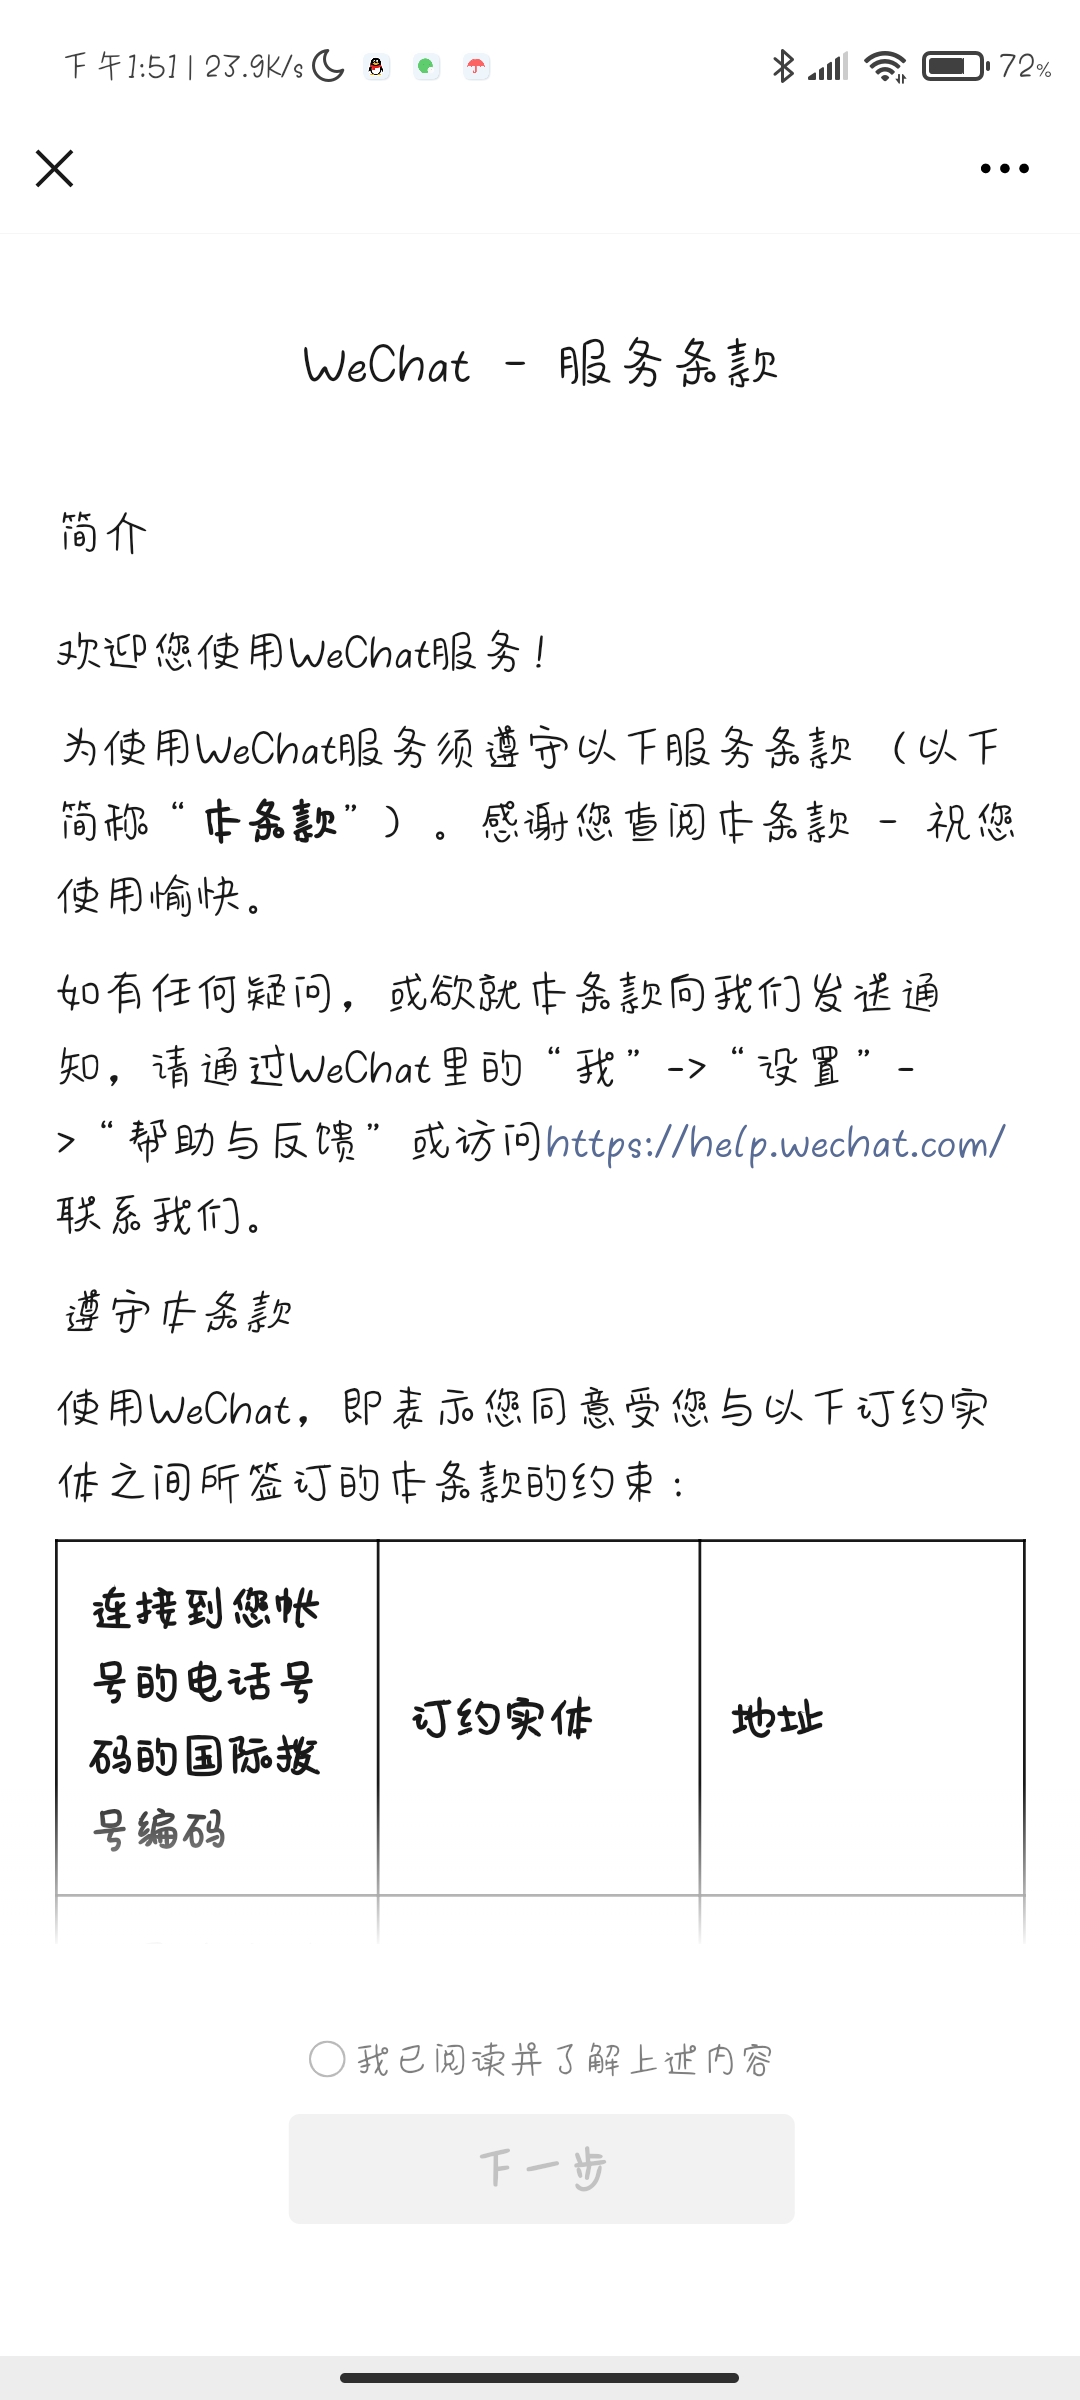 下午1:51 | 23.9K/s
72%
WeChat - 服务条款
简介
欢迎您使用WeChat服务！
为使用WeChat服务须遵守以下服务条款（以下
简称“本条款”）。感谢您查阅本条款 - 祝您
使用愉快。
如有任何疑问，或欲就本条款向我们发送通
知，请通过WeChat里的“我”->“设置”-
>“帮助与反馈”或访问https://help.wechat.com/
联系我们。
遵守本条款
使用WeChat，即表示您同意受您与以下订约实
体之间所签订的本条款的约束：
连接到您帐
号的电话号
码的国际拨
号编码
订约实体
地址
我已阅读并了解上述内容
下一步